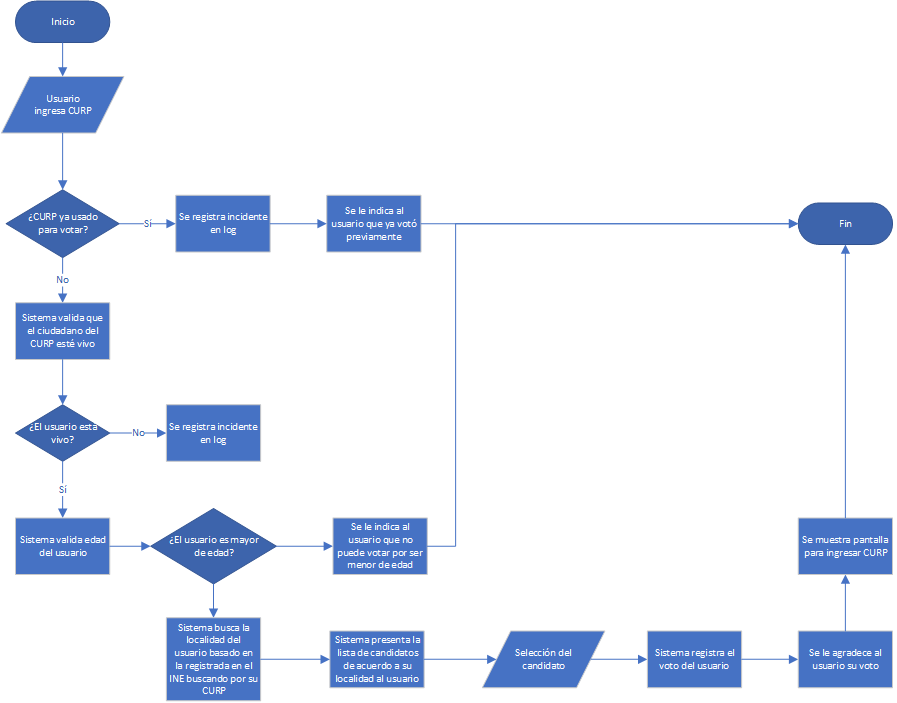 Inicio
Usuario
ingresa CURP
¿CURP ya usado
para votar?
Sí
Se registra incidente
en log
Se le indica al
usuario que ya votó
previamente
Fin
No
Sistema valida que
el ciudadano del
CURP esté vivo
¿El usuario esta
vivo?
No
Se registra incidente
en log
Sí
Sistema valida edad
del usuario
¿El usuario es mayor
de edad?
Se le indica al
usuario que no
puede votar por ser
menor de edad
Se muestra pantalla
para ingresar CURP
Sistema busca la
localidad del
usuario basado en
la registrada en el
INE buscando por su
CURP
Sistema presenta la
lista de candidatos
de acuerdo a su
localidad al usuario
Selección del
candidato
Sistema registra el
voto del usuario
Se le agradece al
usuario su voto